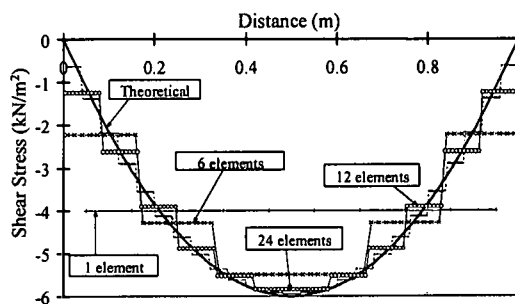 Distance (m)
0
0 0.2 0.4 0.6 0.8 1
-1
Theoretical
-2
6 elements
12 elements
-3
-4
24 elements
1 element
-5
-6
Shear Stress (kN/m²)